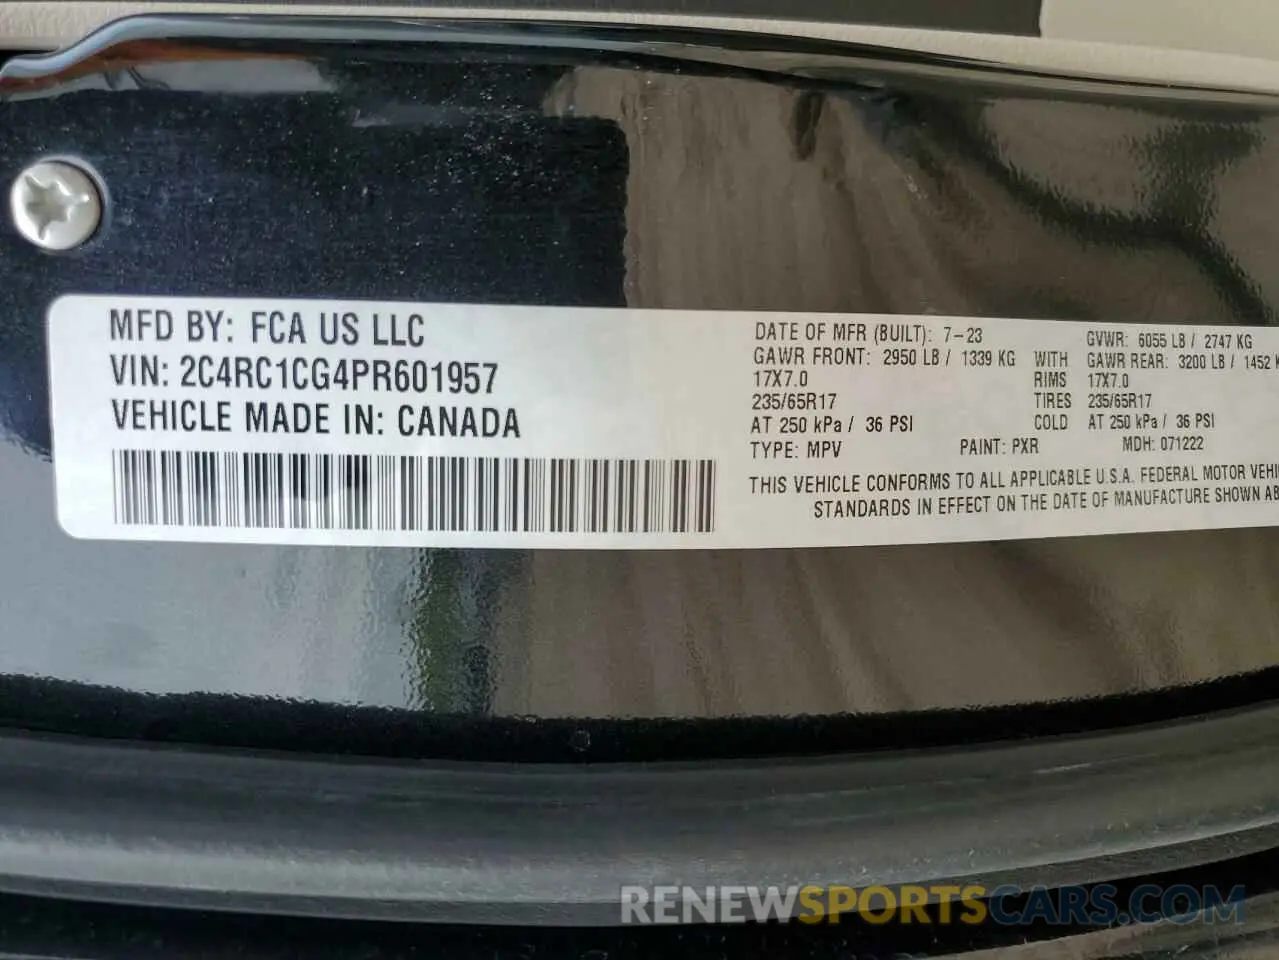 MFD BY: FCA US LLC
VIN: 2C4RC1CG4PR601957
VEHICLE MADE IN: CANADA
DATE OF MFR (BUILT): 7-23 GVWR: 6055 LB / 2747 KG
GAWR FRONT: 2950 LB / 1339 KG WITH GAWR REAR: 3200 LB / 1452 K
17X7.0 RIMS 17X7.0
235/65R17 TIRES 235/65R17
AT 250 kPa / 36 PSI COLD AT 250 kPa / 36 PSI
TYPE: MPV PAINT: PXR MDH: 071222
THIS VEHICLE CONFORMS TO ALL APPLICABLE U.S.A. FEDERAL MOTOR VEHI
STANDARDS IN EFFECT ON THE DATE OF MANUFACTURE SHOWN AB
RENEWSPORTSCARS.COM